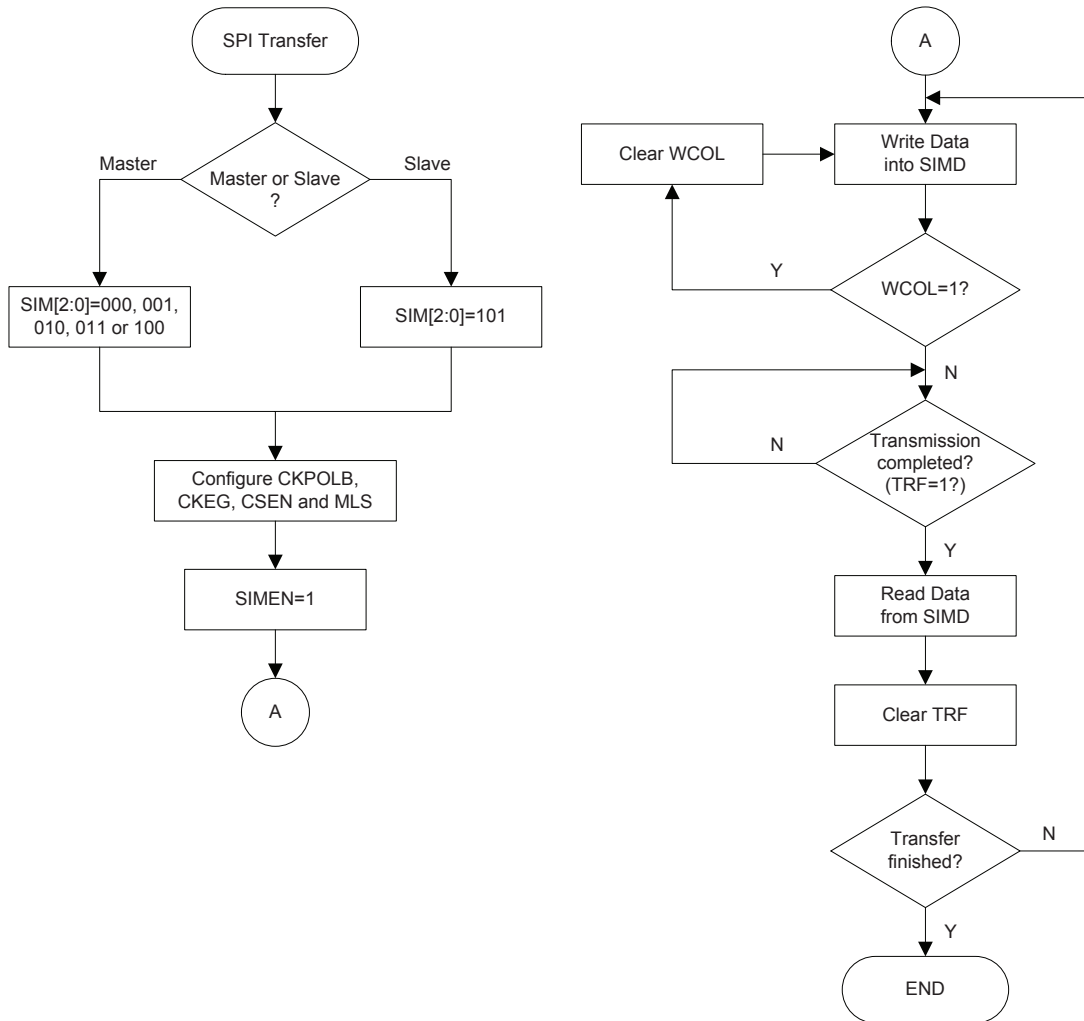 SPI Transfer
Master or Slave
?
Master
Slave
SIM[2:0]=000, 001,
010, 011 or 100
SIM[2:0]=101
Configure CKPOLB,
CKEG, CSEN and MLS
SIMEN=1
A
A
Write Data
into SIMD
Clear WCOL
WCOL=1?
Y
N
Transmission
completed?
(TRF=1?)
N
Y
Read Data
from SIMD
Clear TRF
Transfer
finished?
N
Y
END